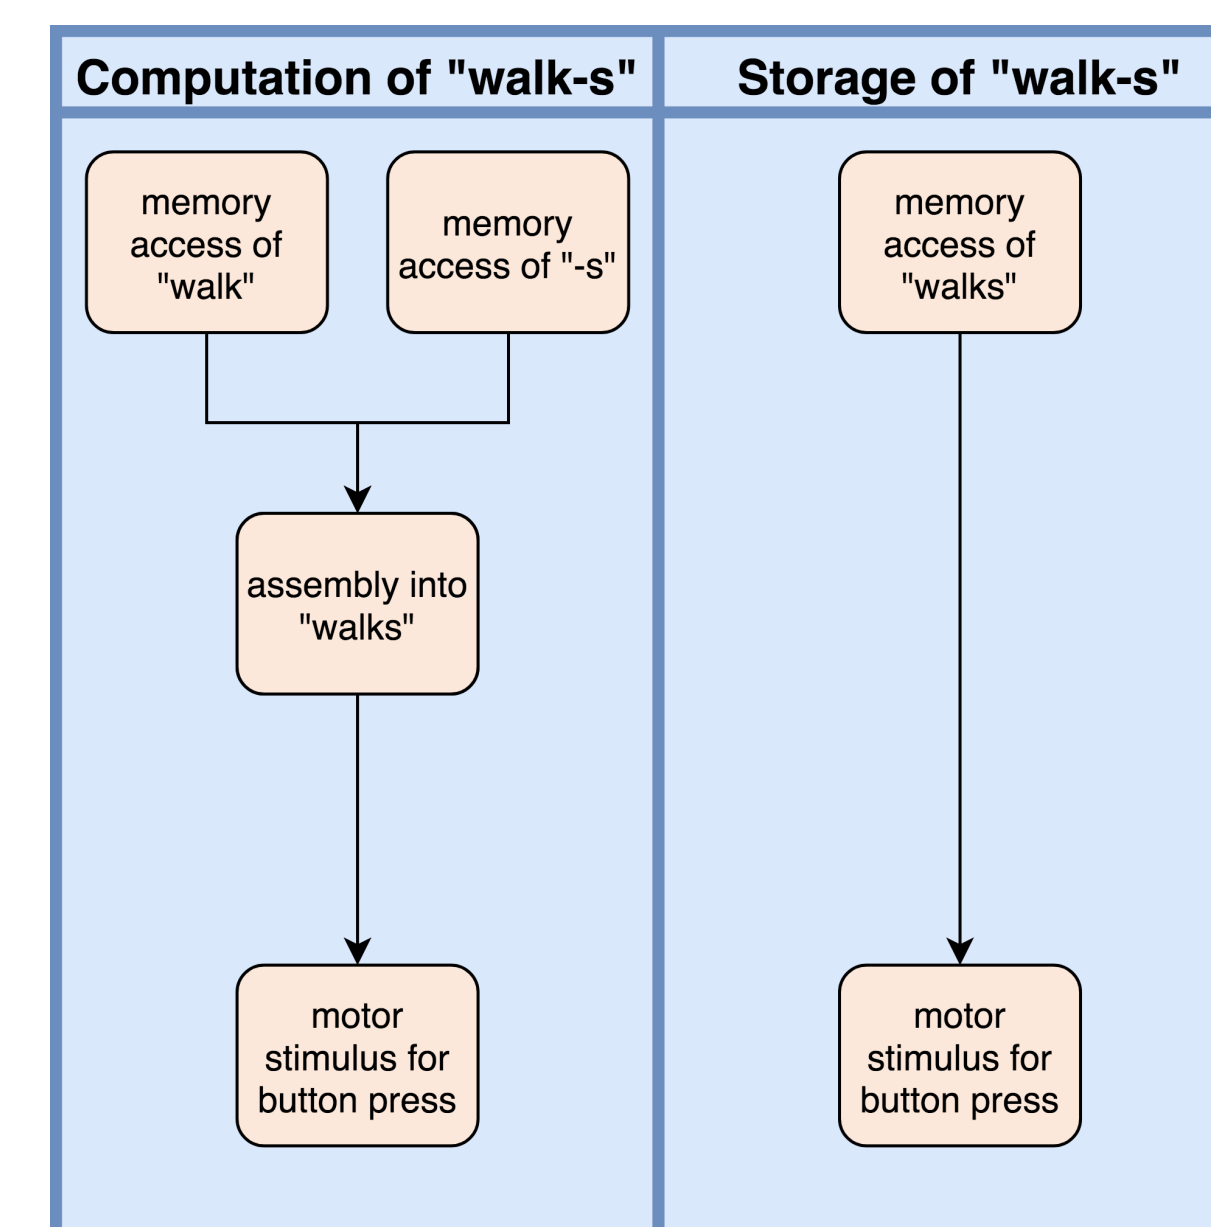 Computation of "walk-s"
Storage of "walk-s"
memory
access of
"walk"
memory
access of "-s"
memory
access of
"walks"
assembly into
"walks"
motor
stimulus for
button press
motor
stimulus for
button press